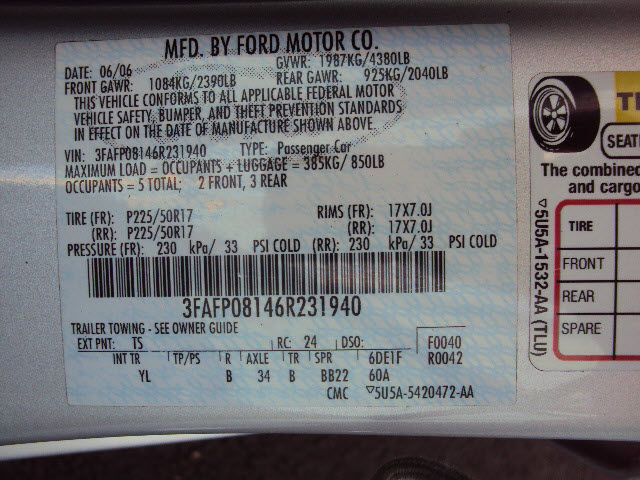 MFD. BY FORD MOTOR CO.
DATE: 06/06 GVWR: 1987KG/4380LB
FRONT GAWR: 1084KG/2390LB REAR GAWR: 925KG/2040LB
THIS VEHICLE CONFORMS TO ALL APPLICABLE FEDERAL MOTOR
VEHICLE SAFETY, BUMPER, AND THEFT PREVENTION STANDARDS
IN EFFECT ON THE DATE OF MANUFACTURE SHOWN ABOVE.
VIN: 3FAFP08146R231940 TYPE: Passenger Car
MAXIMUM LOAD = OCCUPANTS + LUGGAGE = 385KG/ 850LB
OCCUPANTS = 5 TOTAL; 2 FRONT, 3 REAR
TIRE (FR): P225/50R17 RIMS (FR): 17X7.0J
(RR): P225/50R17 (RR): 17X7.0J
PRESSURE (FR): 230 kPa/ 33 PSI COLD (RR): 230 kPa/ 33 PSI COLD
3FAFP08146R231940
TRAILER TOWING - SEE OWNER GUIDE
EXT PNT: TS RC: 24 DSO: F0040
INT TR TP/PS R AXLE TR SPR 6DE1F R0042
YL B 34 B BB22 60A
CMC ▽5U5A-5420472-AA
SEATI
The combined
and cargo
TIRE
FRONT
REAR
SPARE
▽5U5A-1532-AA (TLU)